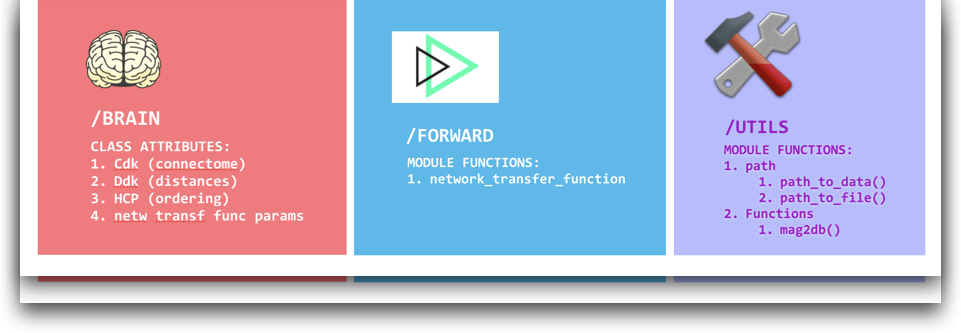 /BRAIN
CLASS ATTRIBUTES:
1. Cdk (connectome)
2. Ddk (distances)
3. HCP (ordering)
4. netw transf func params
/FORWARD
MODULE FUNCTIONS:
1. network_transfer_function
/UTILS
MODULE FUNCTIONS:
1. path
1. path_to_data()
2. path_to_file()
2. Functions
1. mag2db()